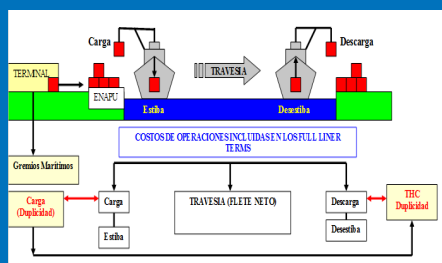 Carga
Descarga
TERMINAL
TRAVESIA
ENAPU
Estiba
Desestiba
COSTOS DE OPERACIONES INCLUIDAS EN LOS FULL LINER
TERMS
Gremios Marítimos
Carga
(Duplicidad)
Carga
TRAVESIA (FLETE NETO)
Descarga
THC
Duplicidad
Estiba
Desestiba